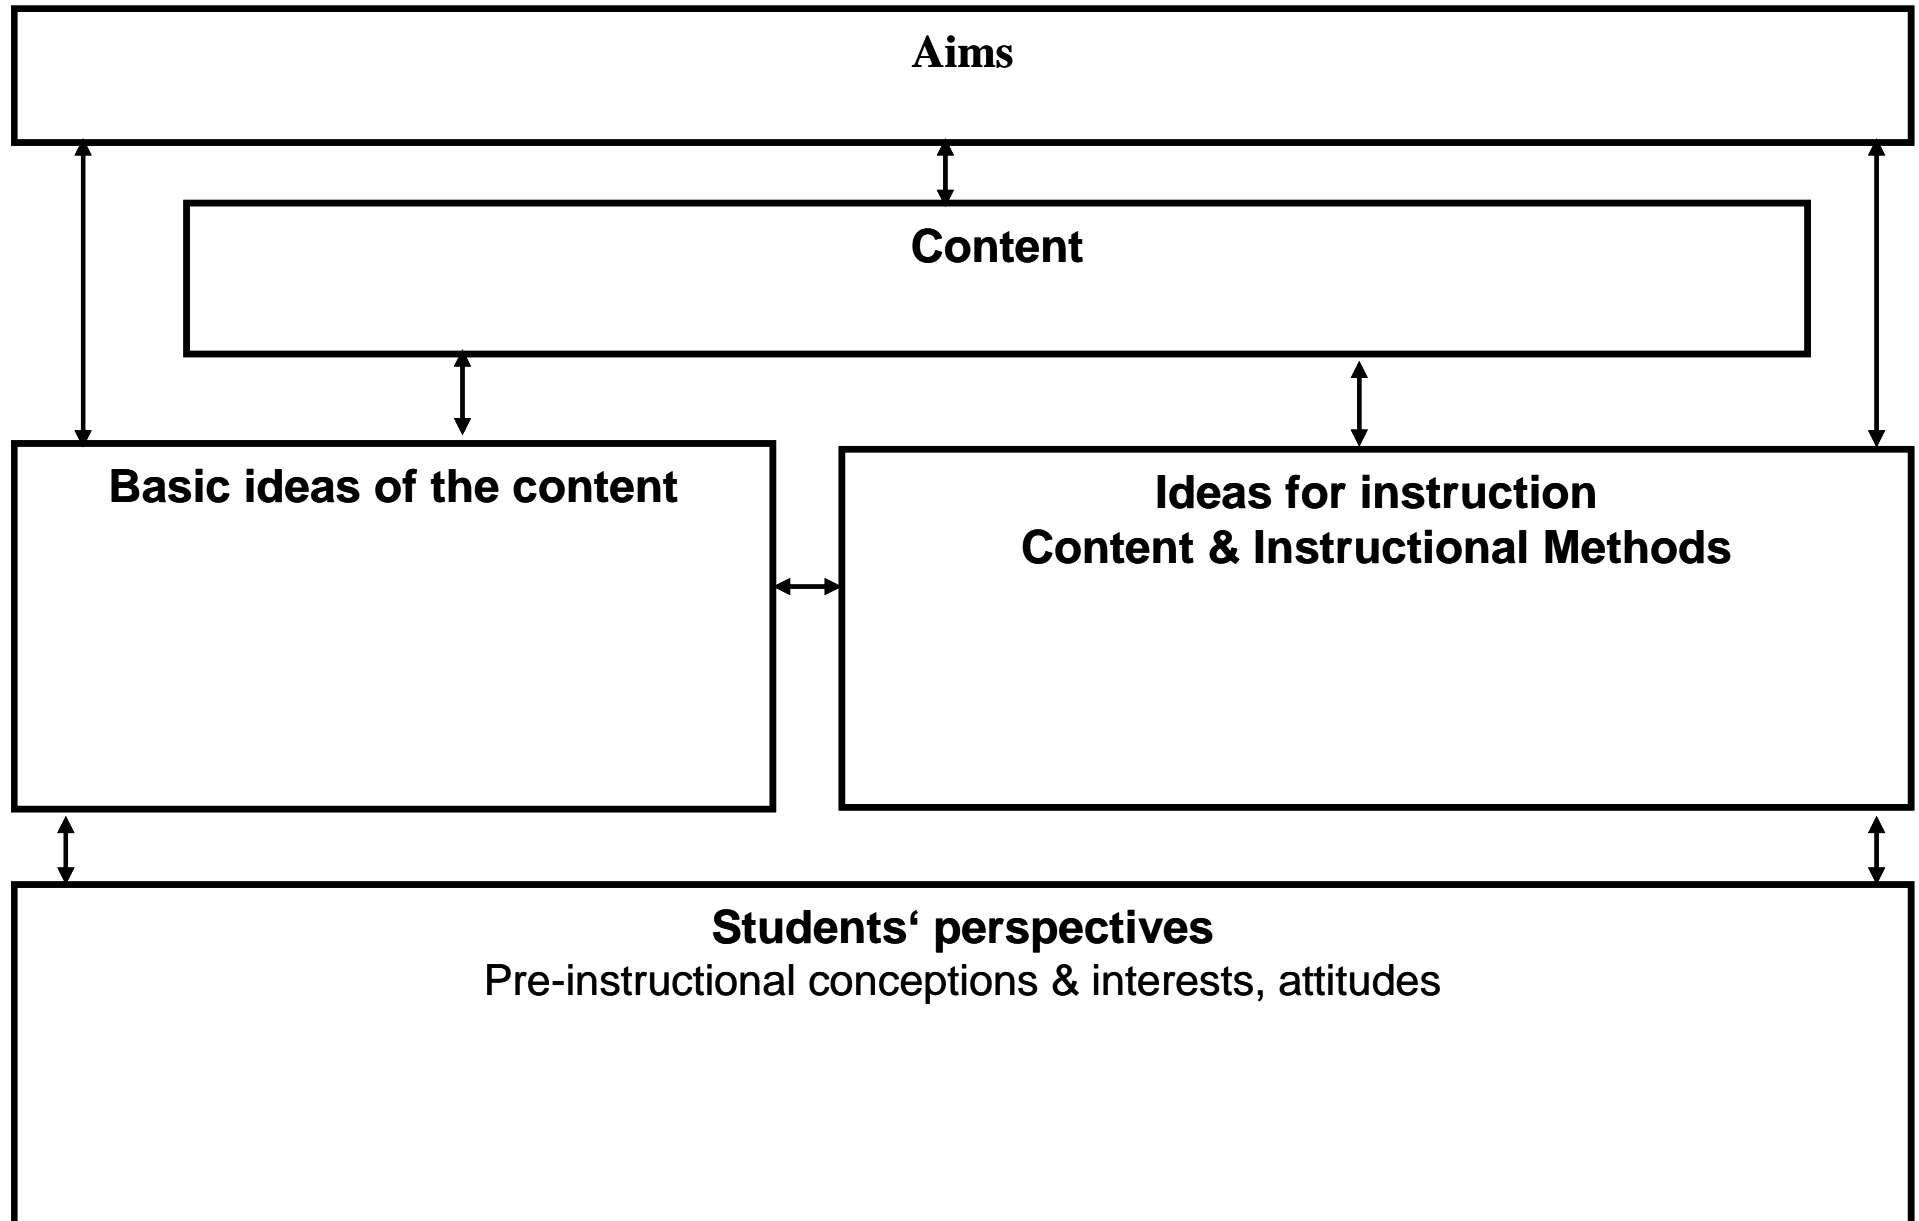 Aims
Content
Basic ideas of the content
Ideas for instruction
Content & Instructional Methods
Students‘ perspectives
Pre-instructional conceptions & interests, attitudes